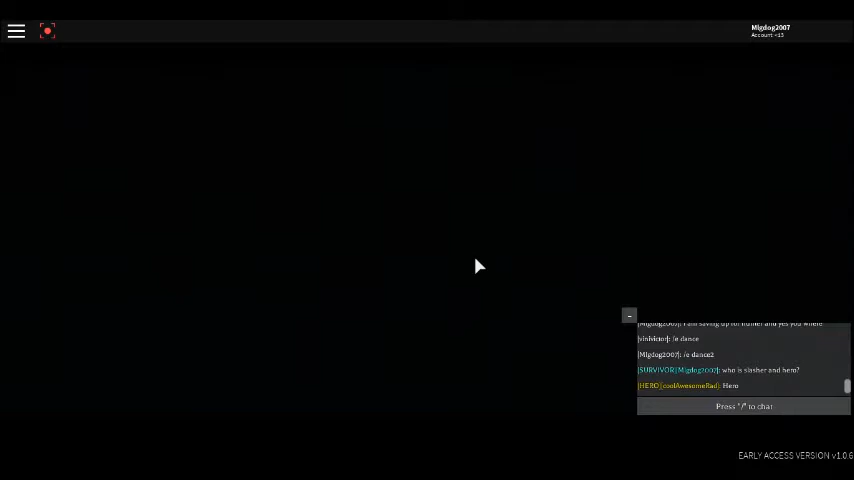 Migdog2007
Account <13
-
[Migdog2007]: I am saving up for hunter and yes you where
[vinivictor]: /e dance
[Migdog2007]: /e dance2
[SURVIVOR][Migdog2007]: who is slasher and hero?
[HERO][coolAwesomeRad]: Hero
Press "/" to chat
EARLY ACCESS VERSION v1.0.6